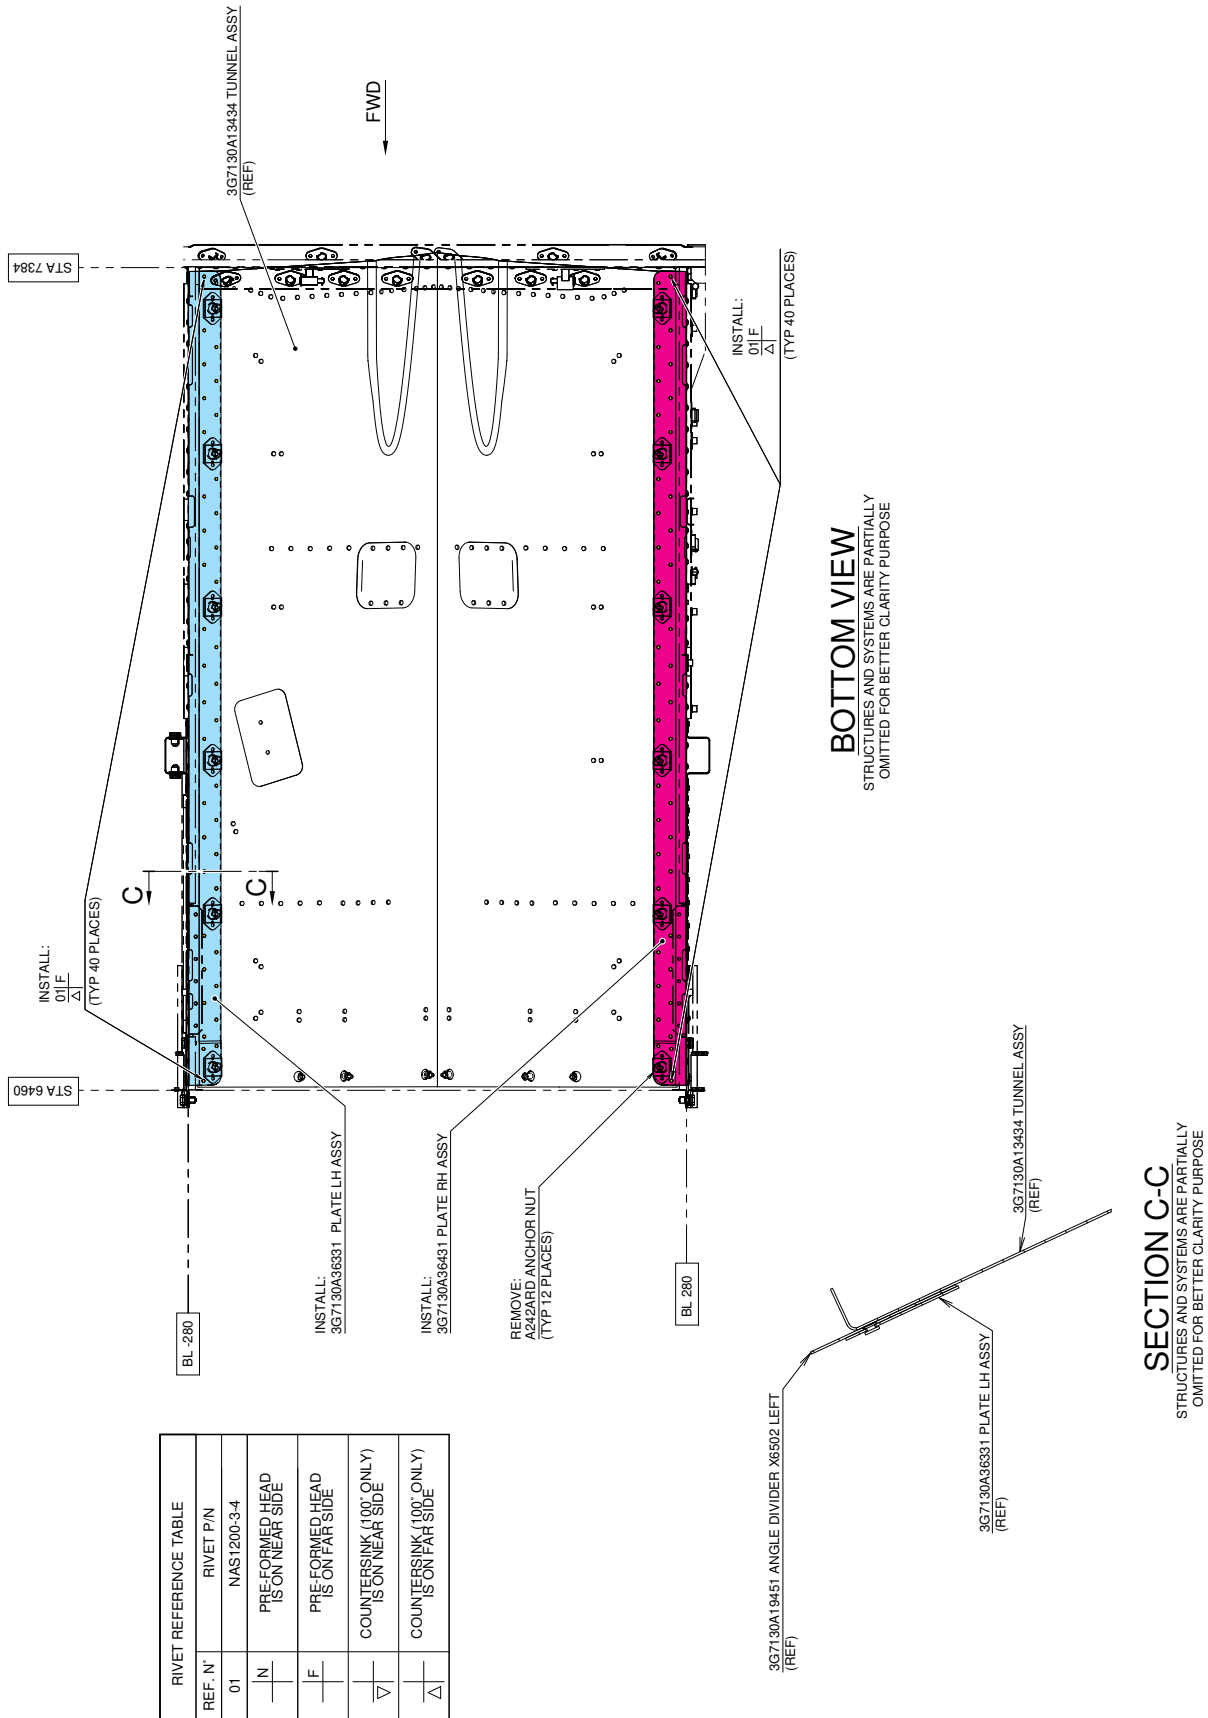 STA 7384
STA 6460
3G7130A13434 TUNNEL ASSY
(REF)
FWD
INSTALL:
01 F
△
(TYP 40 PLACES)
INSTALL:
01 F
△
(TYP 40 PLACES)
C
C
INSTALL:
3G7130A36331 PLATE LH ASSY
INSTALL:
3G7130A36431 PLATE RH ASSY
REMOVE:
A242ARD ANCHOR NUT
(TYP 12 PLACES)
BL -280
BL 280
BOTTOM VIEW
STRUCTURES AND SYSTEMS ARE PARTIALLY
OMITTED FOR BETTER CLARITY PURPOSE
RIVET REFERENCE TABLE
REF. N° RIVET P/N
01 NAS1200-3-4
N PRE-FORMED HEAD
IS ON NEAR SIDE
F PRE-FORMED HEAD
IS ON FAR SIDE
▽ COUNTERSINK (100° ONLY)
IS ON NEAR SIDE
△ COUNTERSINK (100° ONLY)
IS ON FAR SIDE
3G7130A19451 ANGLE DIVIDER X6502 LEFT
(REF)
3G7130A36331 PLATE LH ASSY
(REF)
3G7130A13434 TUNNEL ASSY
(REF)
SECTION C-C
STRUCTURES AND SYSTEMS ARE PARTIALLY
OMITTED FOR BETTER CLARITY PURPOSE